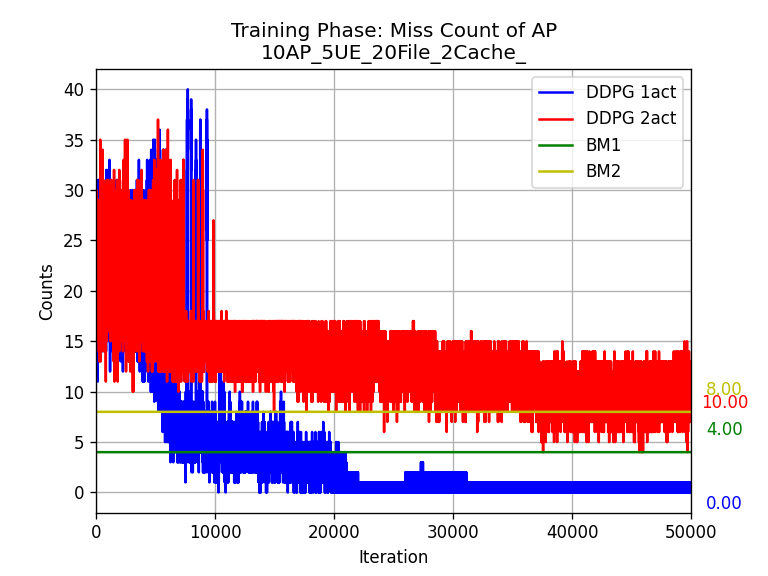 Training Phase: Miss Count of AP
10AP_5UE_20File_2Cache_
DDPG 1act
DDPG 2act
BM1
BM2
Counts
40
35
30
25
20
15
10
5
0
8.00
10.00
4.00
0.00
0 10000 20000 30000 40000 50000
Iteration